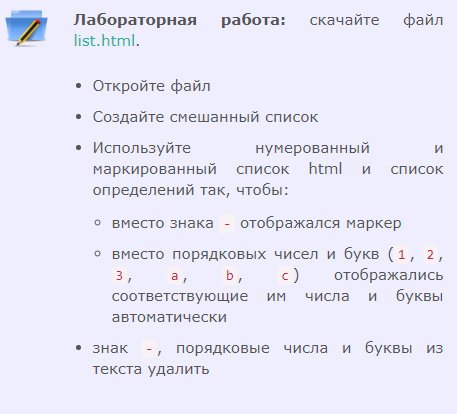 Лабораторная работа: скачайте файл
list.html.
Откройте файл
Создайте смешанный список
Используйте нумерованный и
маркированный список html и список
определений так, чтобы:
вместо знака - отображался маркер
вместо порядковых чисел и букв (1, 2,
3, a, b, c) отображались
соответствующие им числа и буквы
автоматически
знак -, порядковые числа и буквы из
текста удалить